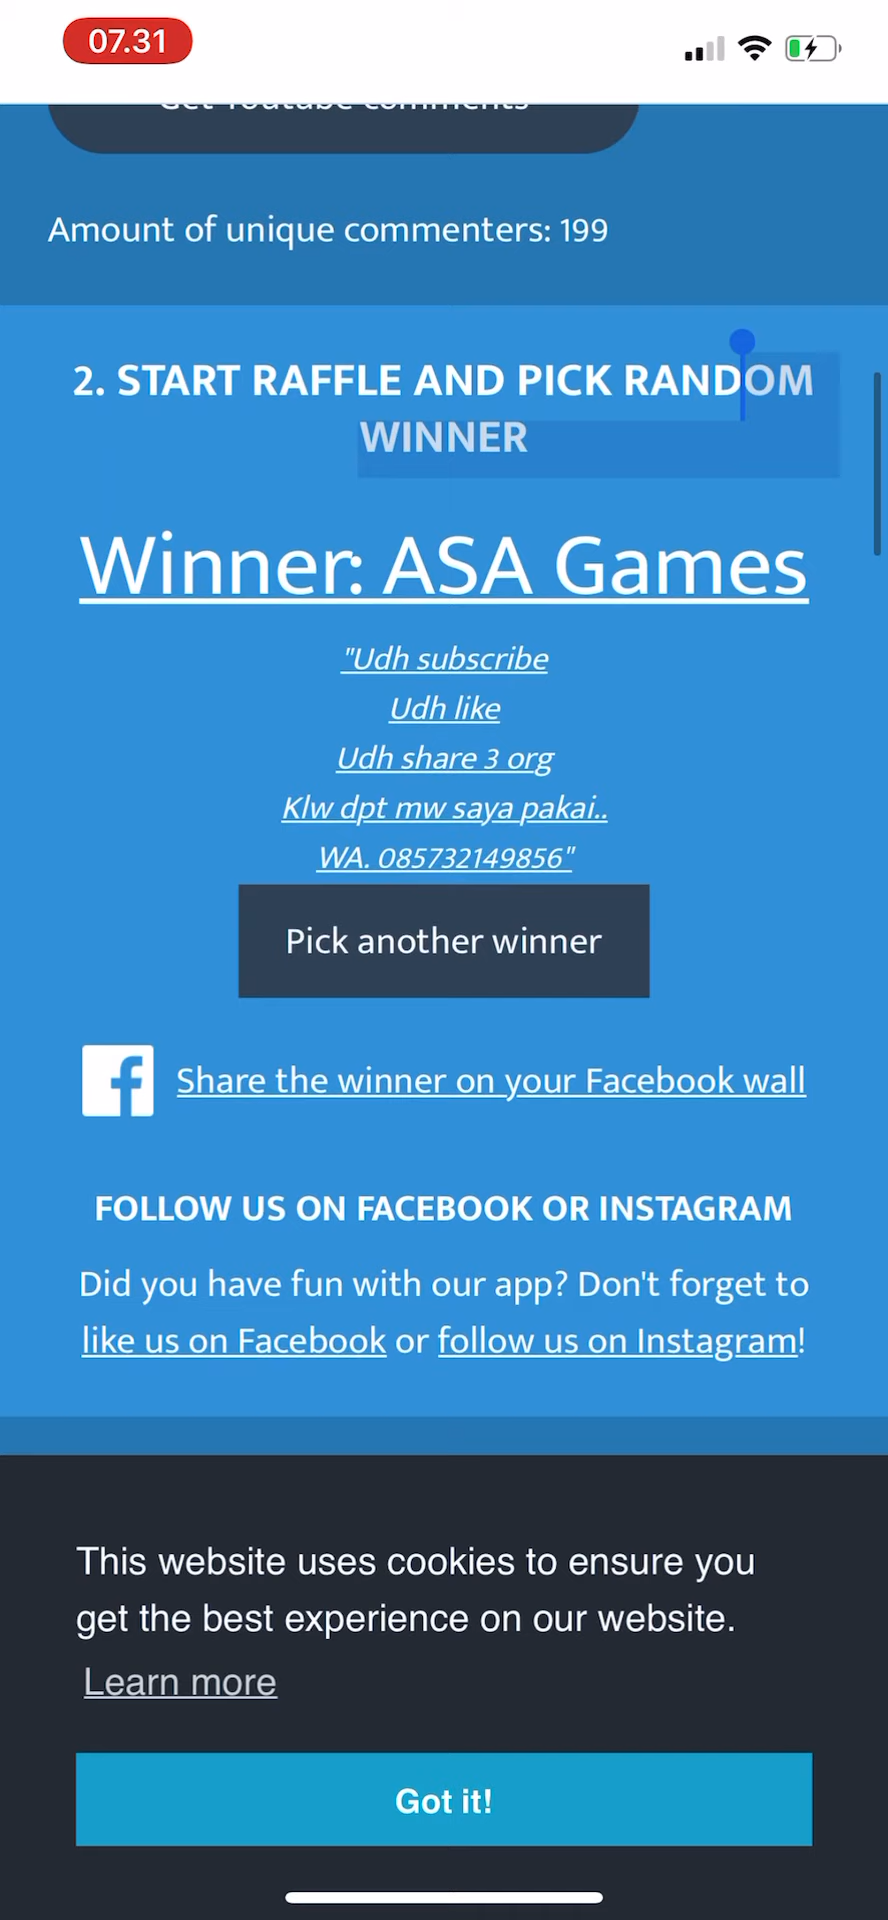 07.31
Get Youtube comments
Amount of unique commenters: 199
2. START RAFFLE AND PICK RANDOM
WINNER
Winner: ASA Games
"Udh subscribe
Udh like
Udh share 3 org
Klw dpt mw saya pakai..
WA. 085732149856"
Pick another winner
Share the winner on your Facebook wall
FOLLOW US ON FACEBOOK OR INSTAGRAM
Did you have fun with our app? Don't forget to
like us on Facebook or follow us on Instagram!
This website uses cookies to ensure you
get the best experience on our website.
Learn more
Got it!